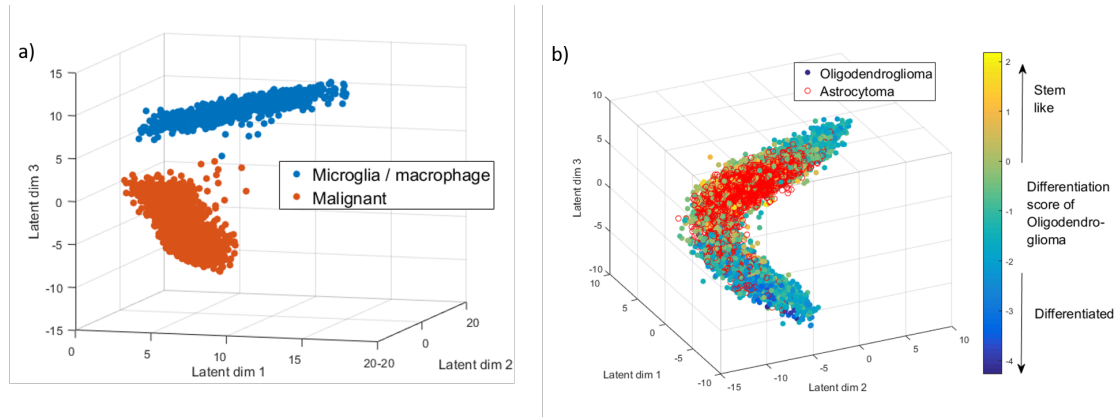 a)
15
10
5
0
-5
-10
-15
Latent dim 3
0
5
10
15
20
Latent dim 1
-20
0
20
Latent dim 2
Microglia / macrophage
Malignant
b)
10
5
0
-5
-10
Latent dim 3
10
5
0
-5
-10
Latent dim 1
-15
-10
-5
0
5
10
Latent dim 2
Oligodendroglioma
Astrocytoma
2
1
0
-1
-2
-3
-4
Stem
like
Differentiation
score of
Oligodendro-
glioma
Differentiated